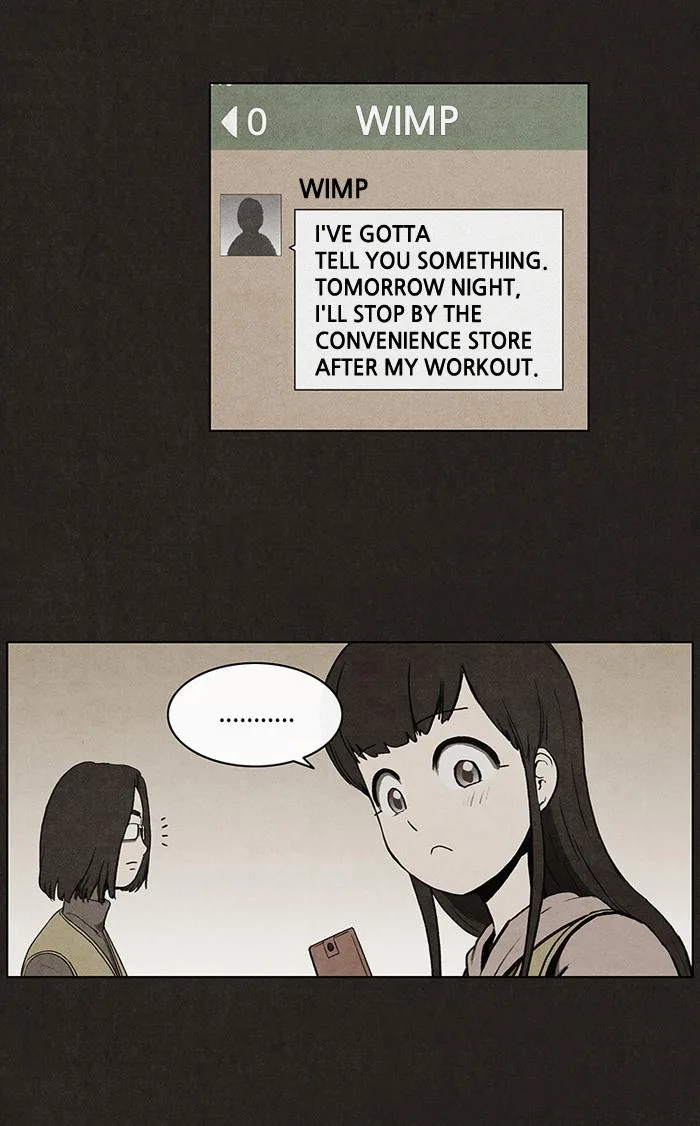 0 WIMP
WIMP
I'VE GOTTA
TELL YOU SOMETHING.
TOMORROW NIGHT,
I'LL STOP BY THE
CONVENIENCE STORE
AFTER MY WORKOUT.
...........